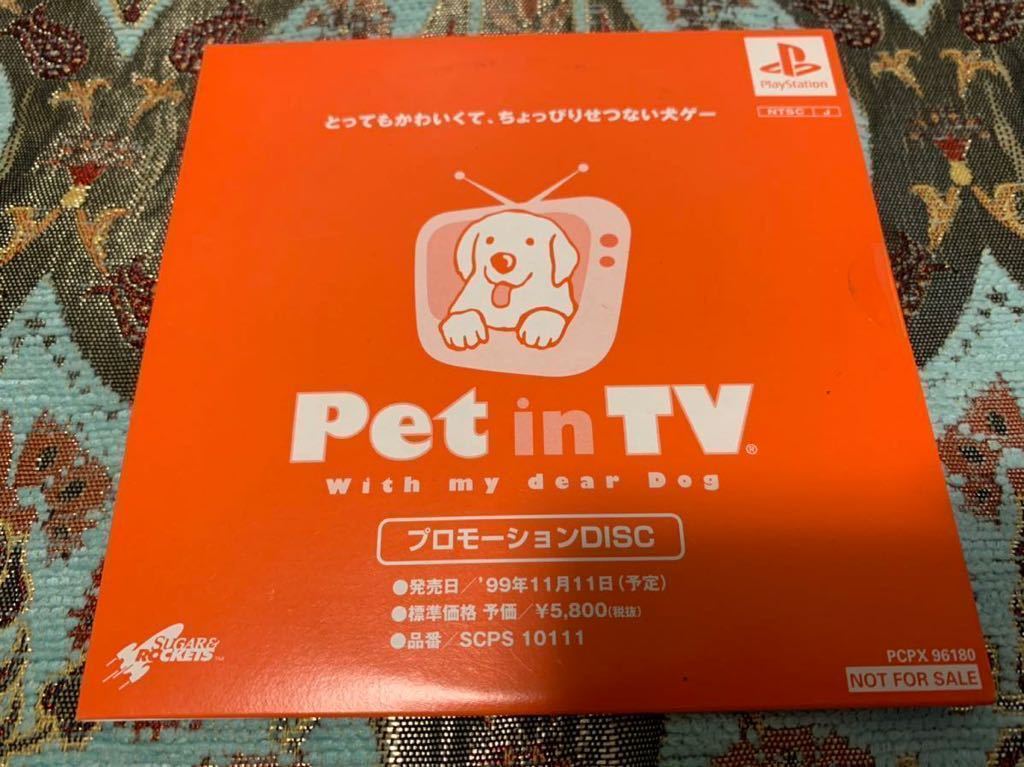 PlayStation
NTSC J
とってもかわいくて、ちょっぴりせつない犬ゲー
Pet in TV®
With my dear Dog
プロモーションDISC
●発売日/'99年11月11日(予定)
●標準価格 予価/¥5,800(税抜)
●品番/SCPS 10111
SUGAR &
ROCKETS™
PCPX 96180
NOT FOR SALE